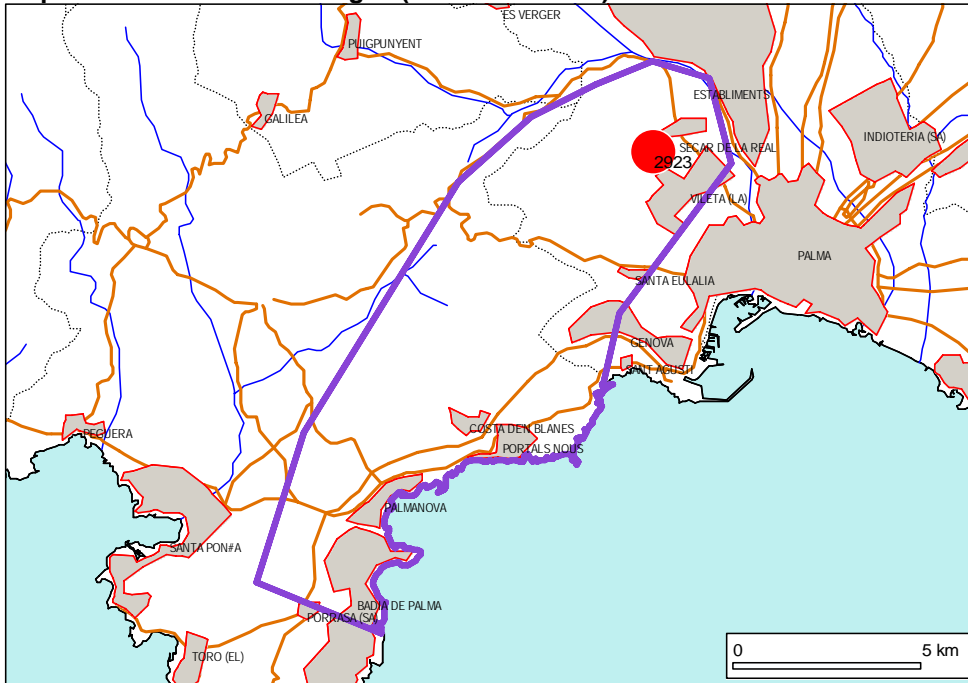 ES VERGER
PUIGPUNYENT
ESTABLIMENTS
GALILEA
INDIOTERIA (SA)
SECAR DE LA REAL
2923
VILETA (LA)
PALMA
SANTA EULALIA
GENOVA
SANT AGUSTI
COSTA D'EN BLANES
PEGUERA
PORTALS NOUS
PALMANOVA
SANTA PON#A
BADIA DE PALMA
PORRASA (SA)
TORO (EL)
0 5 km